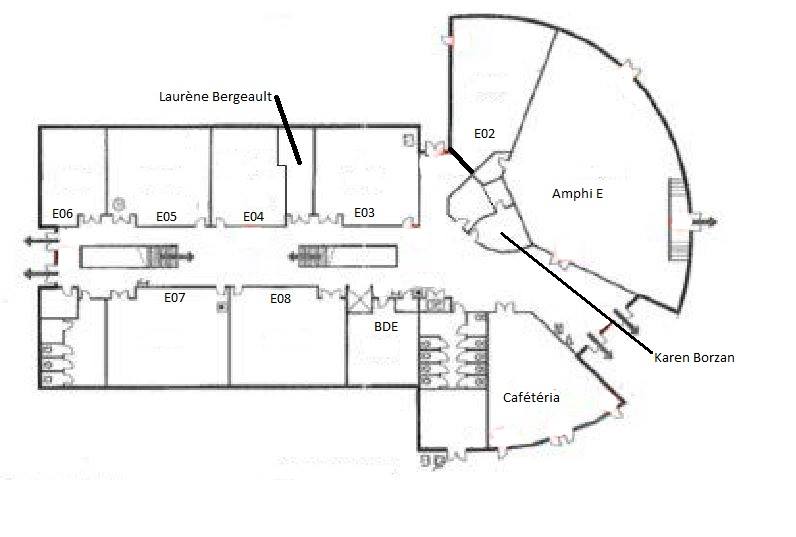 Laurène Bergeault
E02
Amphi E
E06
E05
E04
E03
E07
E08
BDE
Karen Borzan
Cafétéria